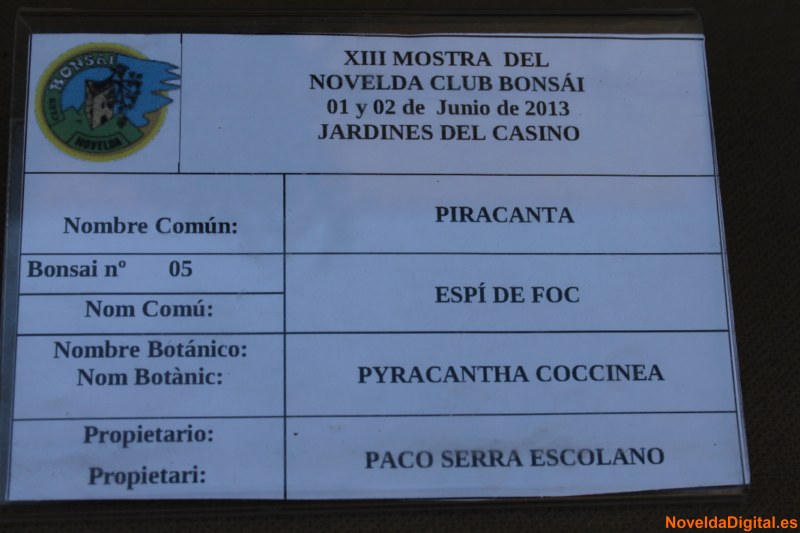 BONSAI
CLUB
NOVELDA
XIII MOSTRA DEL
NOVELDA CLUB BONSÁI
01 y 02 de Junio de 2013
JARDINES DEL CASINO
Nombre Común:
PIRACANTA
Bonsai nº 05
Nom Comú:
ESPÍ DE FOC
Nombre Botánico:
Nom Botànic:
PYRACANTHA COCCINEA
Propietario:
Propietari:
PACO SERRA ESCOLANO
NoveldaDigital.es